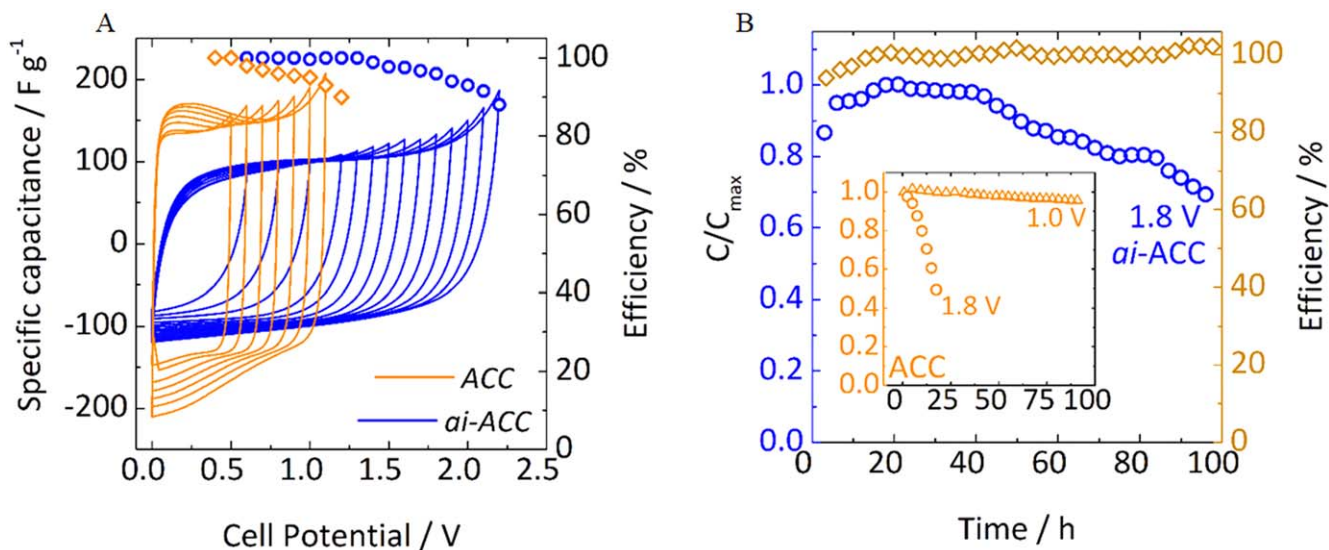 A
Specific capacitance / F g⁻¹
200
100
0
-100
-200
0.0 0.5 1.0 1.5 2.0 2.5
Cell Potential / V
100
80
60
40
20
0
Efficiency / %
ACC
ai-ACC
B
C/Cmax
1.0
0.8
0.6
0.4
0.2
0.0
0 20 40 60 80 100
Time / h
100
80
60
40
20
0
Efficiency / %
1.8 V
ai-ACC
1.0
0.8
0.6
0.4
0.2
0.0
0 25 50 75 100
1.0 V
1.8 V
ACC